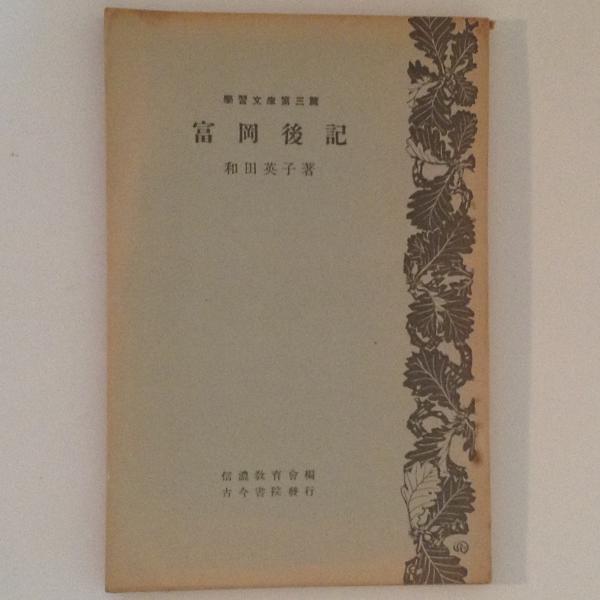 學習文庫第三篇
富岡後記
和田英子著
信濃敎育會編
古今書院發行